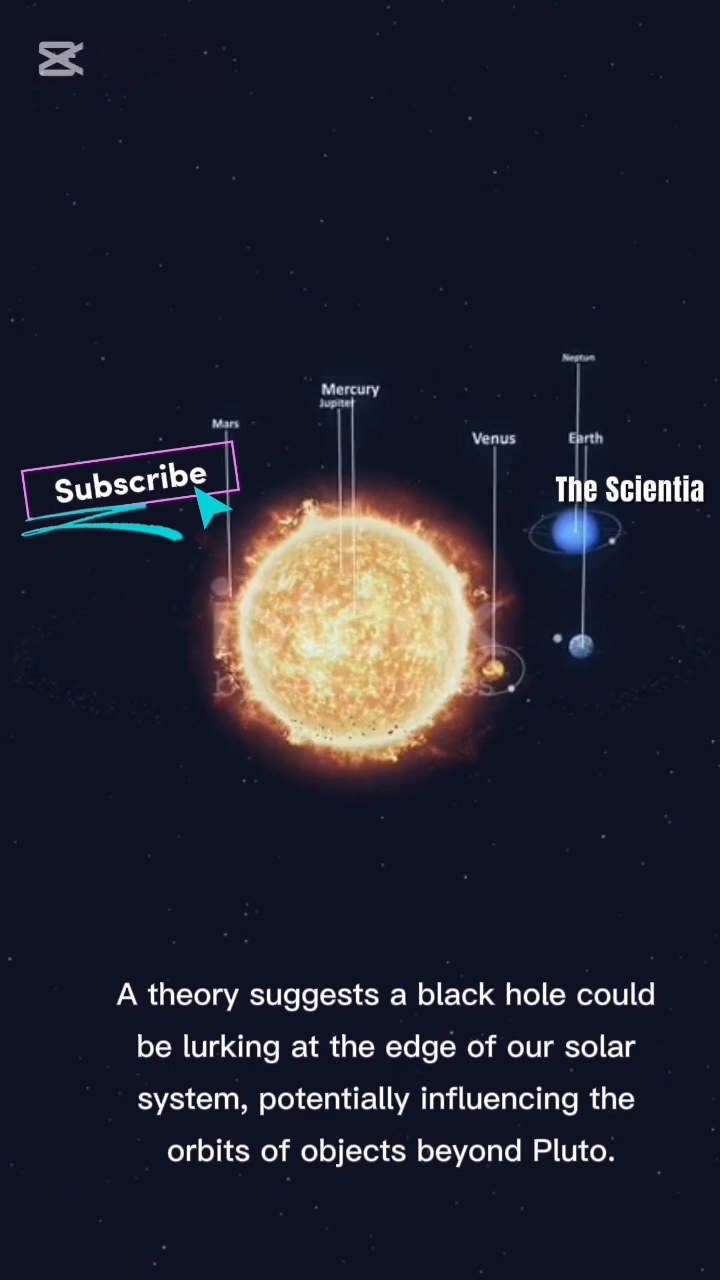 Neptun
Mercury
Jupiter
Mars
Venus
Earth
Subscribe
The Scientia
A theory suggests a black hole could
be lurking at the edge of our solar
system, potentially influencing the
orbits of objects beyond Pluto.